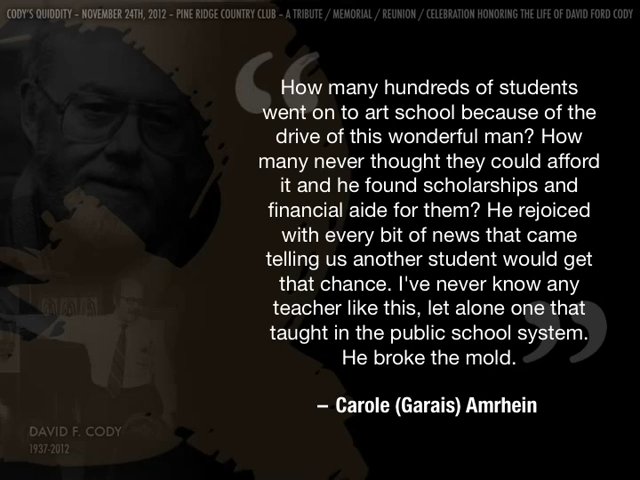 CODY'S QUIDDITY – NOVEMBER 24TH, 2012 – PINE RIDGE COUNTRY CLUB – A TRIBUTE / MEMORIAL / REUNION / CELEBRATION HONORING THE LIFE OF DAVID FORD CODY
“
How many hundreds of students
went on to art school because of the
drive of this wonderful man? How
many never thought they could afford
it and he found scholarships and
financial aide for them? He rejoiced
with every bit of news that came
telling us another student would get
that chance. I've never know any
teacher like this, let alone one that
taught in the public school system.
He broke the mold.
”
– Carole (Garais) Amrhein
DAVID F. CODY
1937-2012